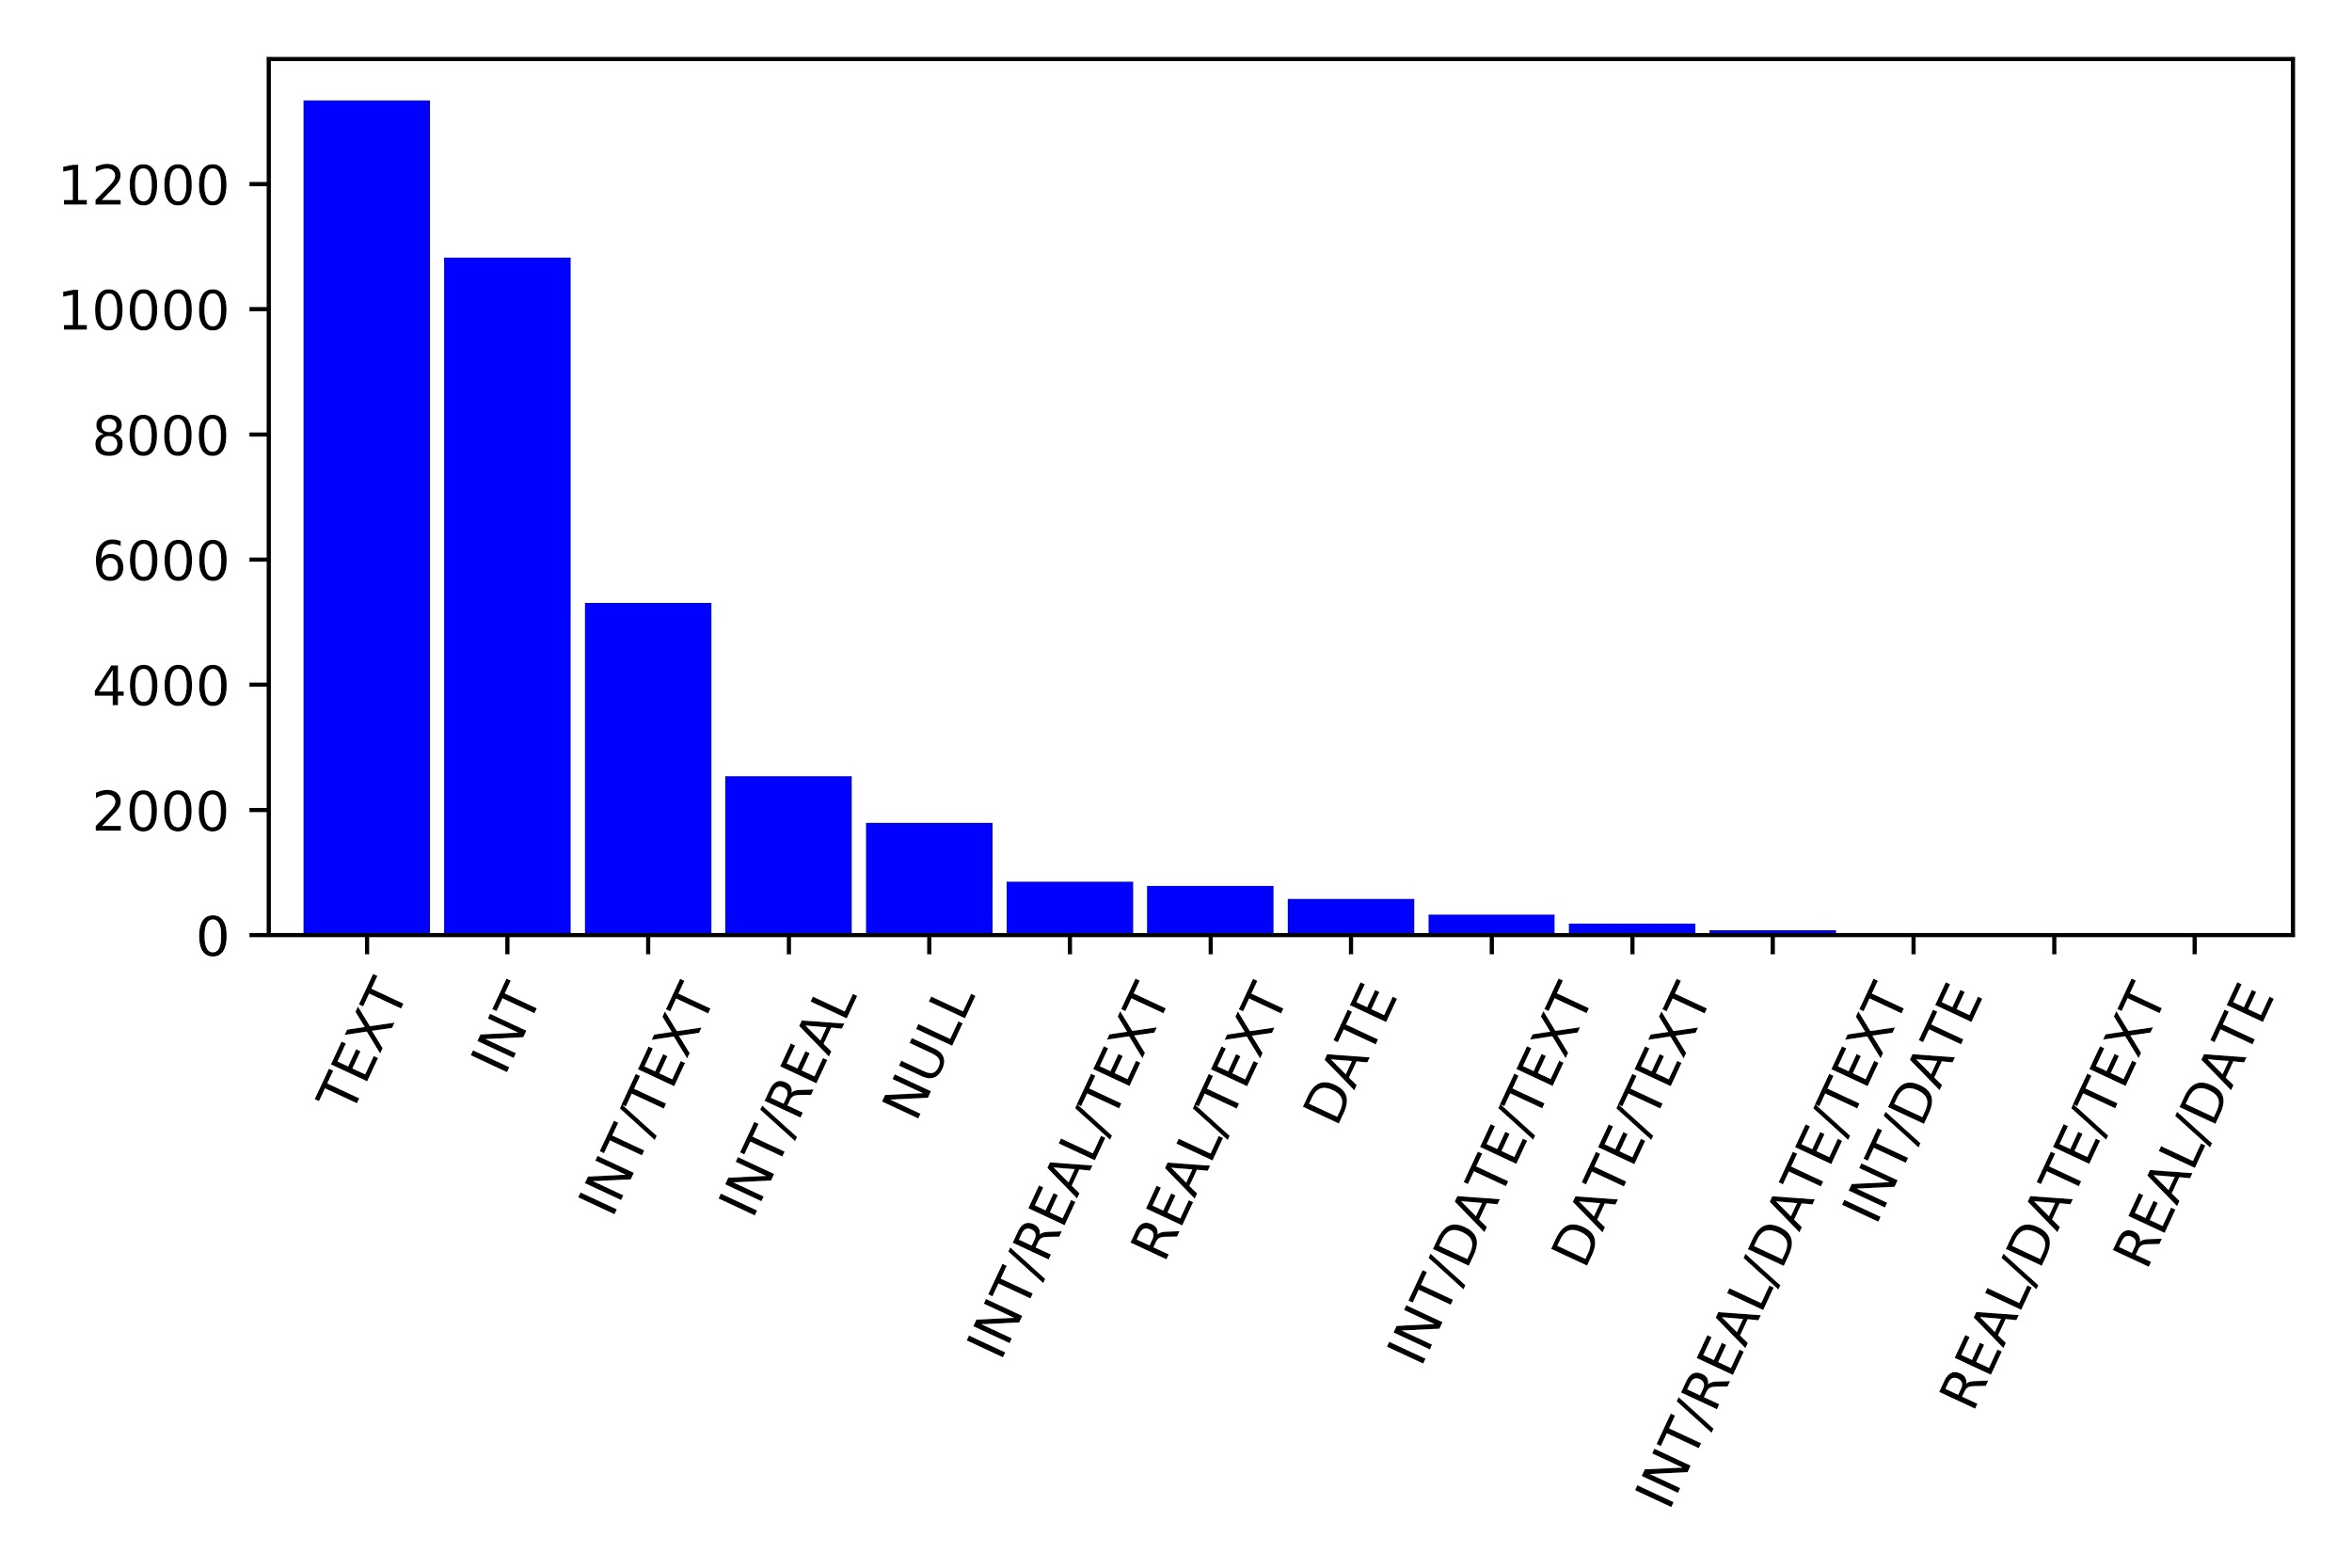 12000
10000
8000
6000
4000
2000
0
TEXT
INT
INT/TEXT
INT/REAL
NULL
INT/REAL/TEXT
REAL/TEXT
DATE
INT/DATE/TEXT
DATE/TEXT
INT/REAL/DATE/TEXT
INT/DATE
REAL/DATE/TEXT
REAL/DATE